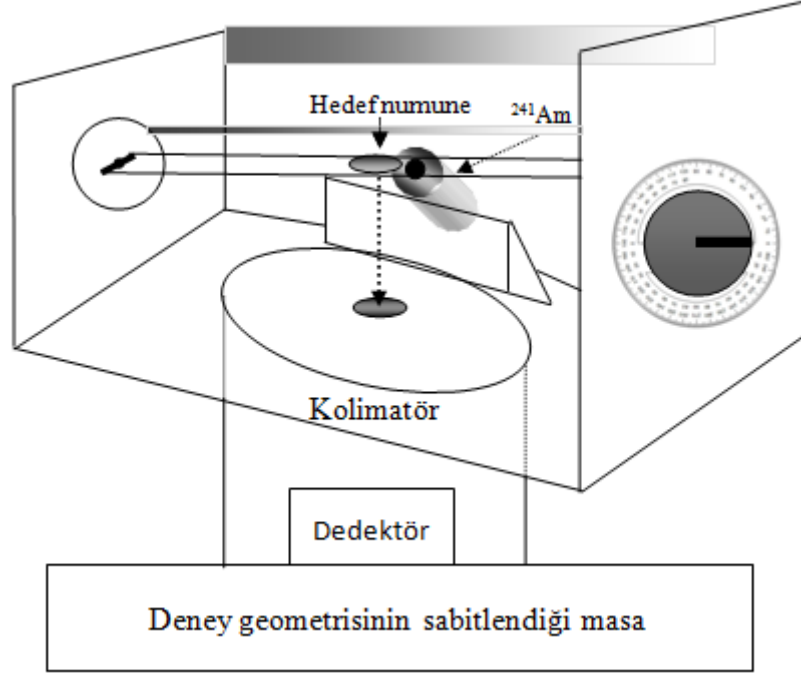 Hedef numune
²⁴¹Am
Kolimatör
Dedektör
Deney geometrisinin sabitlendiği masa